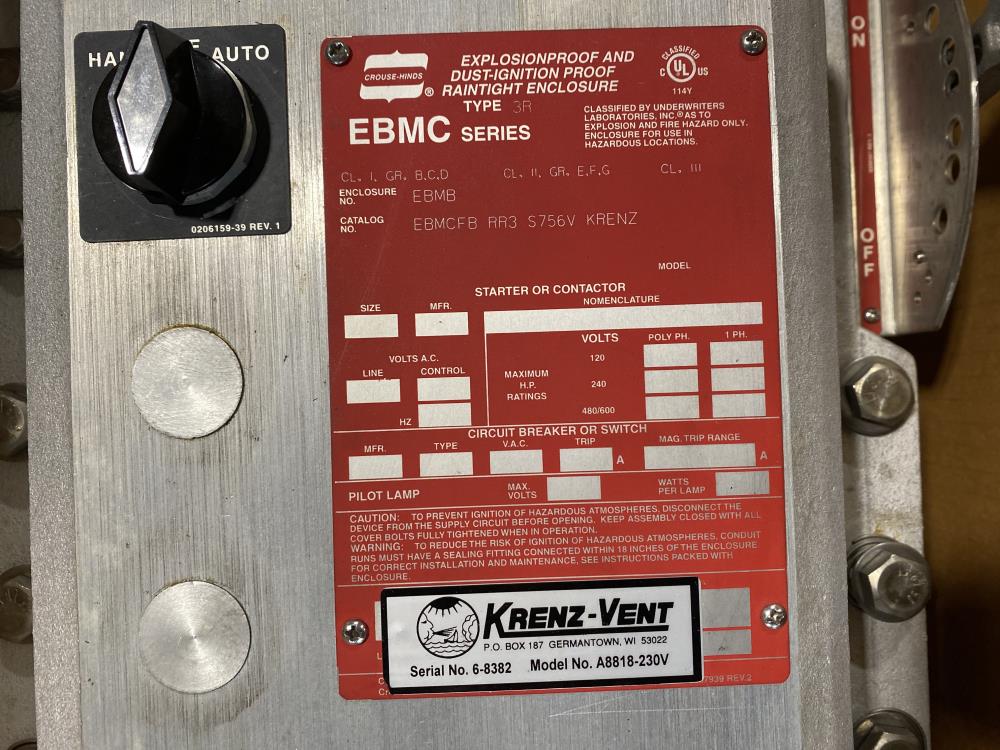 AUTO
0206159-39 REV. 1
CROUSE-HINDS
®
EXPLOSIONPROOF AND
DUST-IGNITION PROOF
RAINTIGHT ENCLOSURE
TYPE 3R
EBMC SERIES
CLASSIFIED
C UL US
114Y
CLASSIFIED BY UNDERWRITERS
LABORATORIES, INC.® AS TO
EXPLOSION AND FIRE HAZARD ONLY.
ENCLOSURE FOR USE IN
HAZARDOUS LOCATIONS.
CL. I, GR. B,C,D CL. II, GR. E,F,G CL. III
ENCLOSURE
NO. EBMB
CATALOG
NO. EBMCFB RR3 S756V KRENZ
MODEL
STARTER OR CONTACTOR
SIZE MFR. NOMENCLATURE
VOLTS POLY PH. 1 PH.
VOLTS A.C.
LINE CONTROL
HZ
MAXIMUM
H.P.
RATINGS
120
240
480/600
CIRCUIT BREAKER OR SWITCH
MFR. TYPE V.A.C. TRIP MAG. TRIP RANGE
A A
PILOT LAMP
MAX.
VOLTS
WATTS
PER LAMP
CAUTION: TO PREVENT IGNITION OF HAZARDOUS ATMOSPHERES, DISCONNECT THE
DEVICE FROM THE SUPPLY CIRCUIT BEFORE OPENING. KEEP ASSEMBLY CLOSED WITH ALL
COVER BOLTS FULLY TIGHTENED WHEN IN OPERATION.
WARNING: TO REDUCE THE RISK OF IGNITION OF HAZARDOUS ATMOSPHERES, CONDUIT
RUNS MUST HAVE A SEALING FITTING CONNECTED WITHIN 18 INCHES OF THE ENCLOSURE
FOR CORRECT INSTALLATION AND MAINTENANCE, SEE INSTRUCTIONS PACKED WITH
ENCLOSURE.
KRENZ-VENT
P.O. BOX 187 GERMANTOWN, WI 53022
Serial No. 6-8382 Model No. A8818-230V
7939 REV.2
ON
OFF